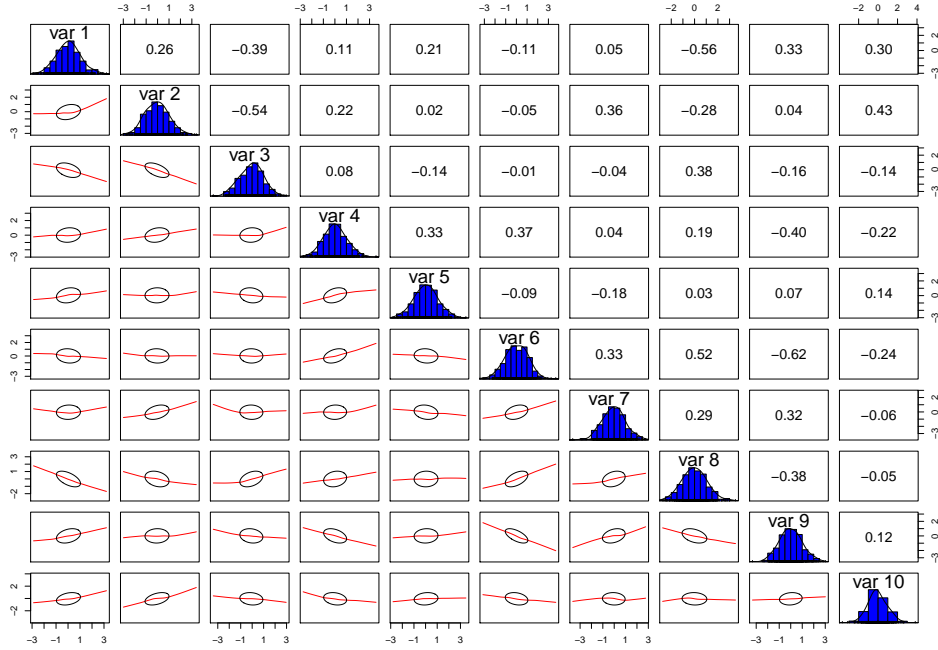 −3 −1 1 3 −3 −1 1 3 −3 −1 1 3 −3 −1 1 3 −4 −2 0 2 4
var 1 0.26 −0.39 0.11 0.21 −0.11 0.05 −0.56 0.33 0.30 −3 0 2
−3 0 2 var 2 −0.54 0.22 0.02 −0.05 0.36 −0.28 0.04 0.43
var 3 0.08 −0.14 −0.01 −0.04 0.38 −0.16 −0.14 −3 0 2
−3 0 2 var 4 0.33 0.37 0.04 0.19 −0.40 −0.22
var 5 −0.09 −0.18 0.03 0.07 0.14 −3 0 2
−3 0 2 var 6 0.33 0.52 −0.62 −0.24
var 7 0.29 0.32 −0.06 −3 0 2
−2 1 3 var 8 −0.38 −0.05
var 9 0.12 −3 0 2
−2 0 2 var 10
−3 −1 1 3 −3 −1 1 3 −3 −1 1 3 −3 −1 1 3 −3 −1 1 3